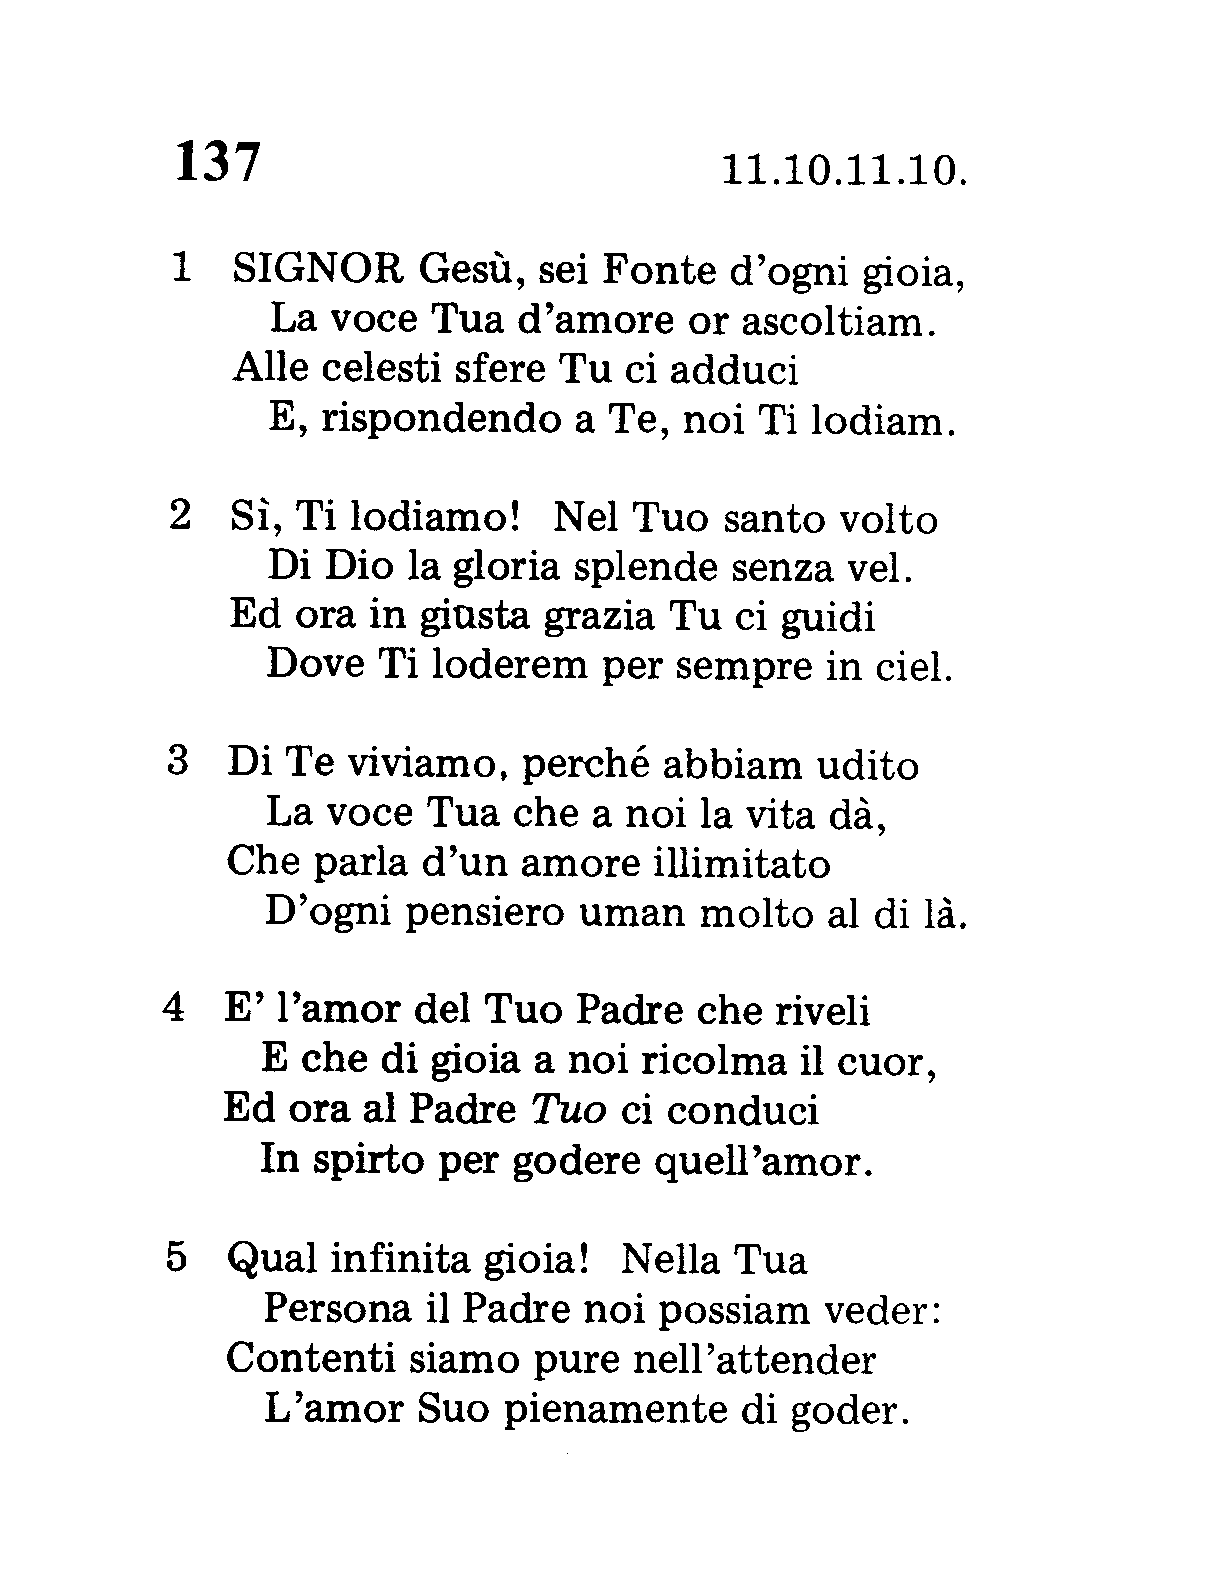 137 11.10.11.10.
1 SIGNOR Gesù, sei Fonte d'ogni gioia,
La voce Tua d'amore or ascoltiam.
Alle celesti sfere Tu ci adduci
E, rispondendo a Te, noi Ti lodiam.
2 Sì, Ti lodiamo! Nel Tuo santo volto
Di Dio la gloria splende senza vel.
Ed ora in giusta grazia Tu ci guidi
Dove Ti loderem per sempre in ciel.
3 Di Te viviamo, perché abbiam udito
La voce Tua che a noi la vita dà,
Che parla d'un amore illimitato
D'ogni pensiero uman molto al di là.
4 E' l'amor del Tuo Padre che riveli
E che di gioia a noi ricolma il cuor,
Ed ora al Padre Tuo ci conduci
In spirto per godere quell'amor.
5 Qual infinita gioia! Nella Tua
Persona il Padre noi possiam veder:
Contenti siamo pure nell'attender
L'amor Suo pienamente di goder.